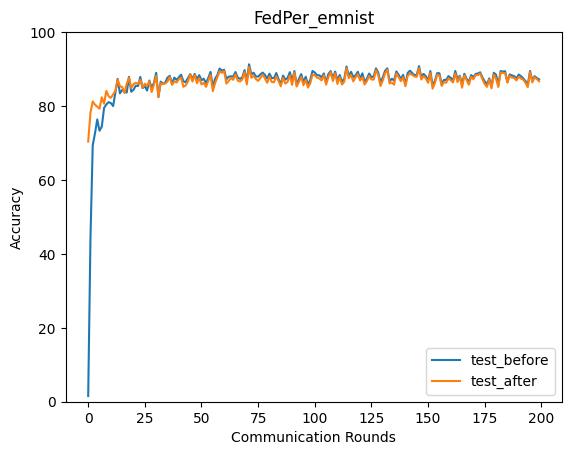 FedPer_emnist
100
80
60
40
20
0
Accuracy
0 25 50 75 100 125 150 175 200
Communication Rounds
test_before
test_after